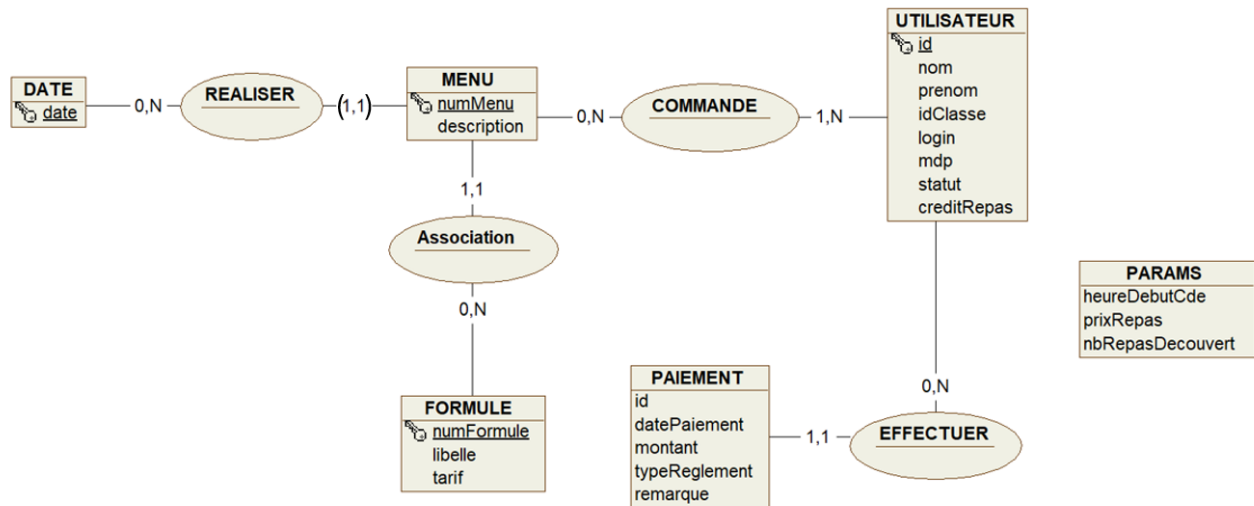 DATE
date
0,N
REALISER
(1,1)
MENU
numMenu
description
0,N
COMMANDE
1,N
UTILISATEUR
id
nom
prenom
idClasse
login
mdp
statut
creditRepas
1,1
Association
0,N
FORMULE
numFormule
libelle
tarif
PAIEMENT
id
datePaiement
montant
typeReglement
remarque
1,1
EFFECTUER
0,N
PARAMS
heureDebutCde
prixRepas
nbRepasDecouvert